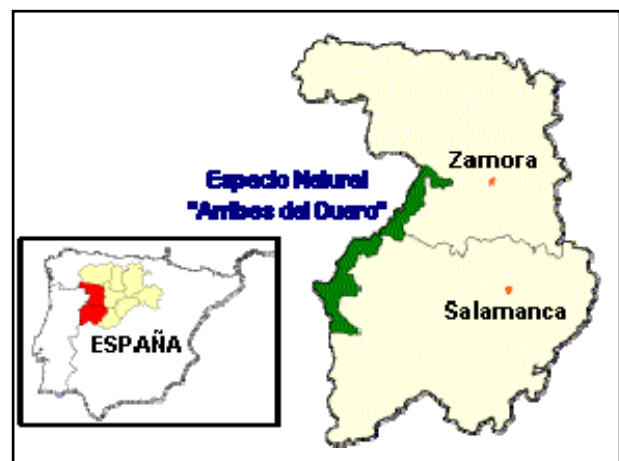 Zamora
Espacio Natural
"Arribes del Duero"
Salamanca
ESPAÑA